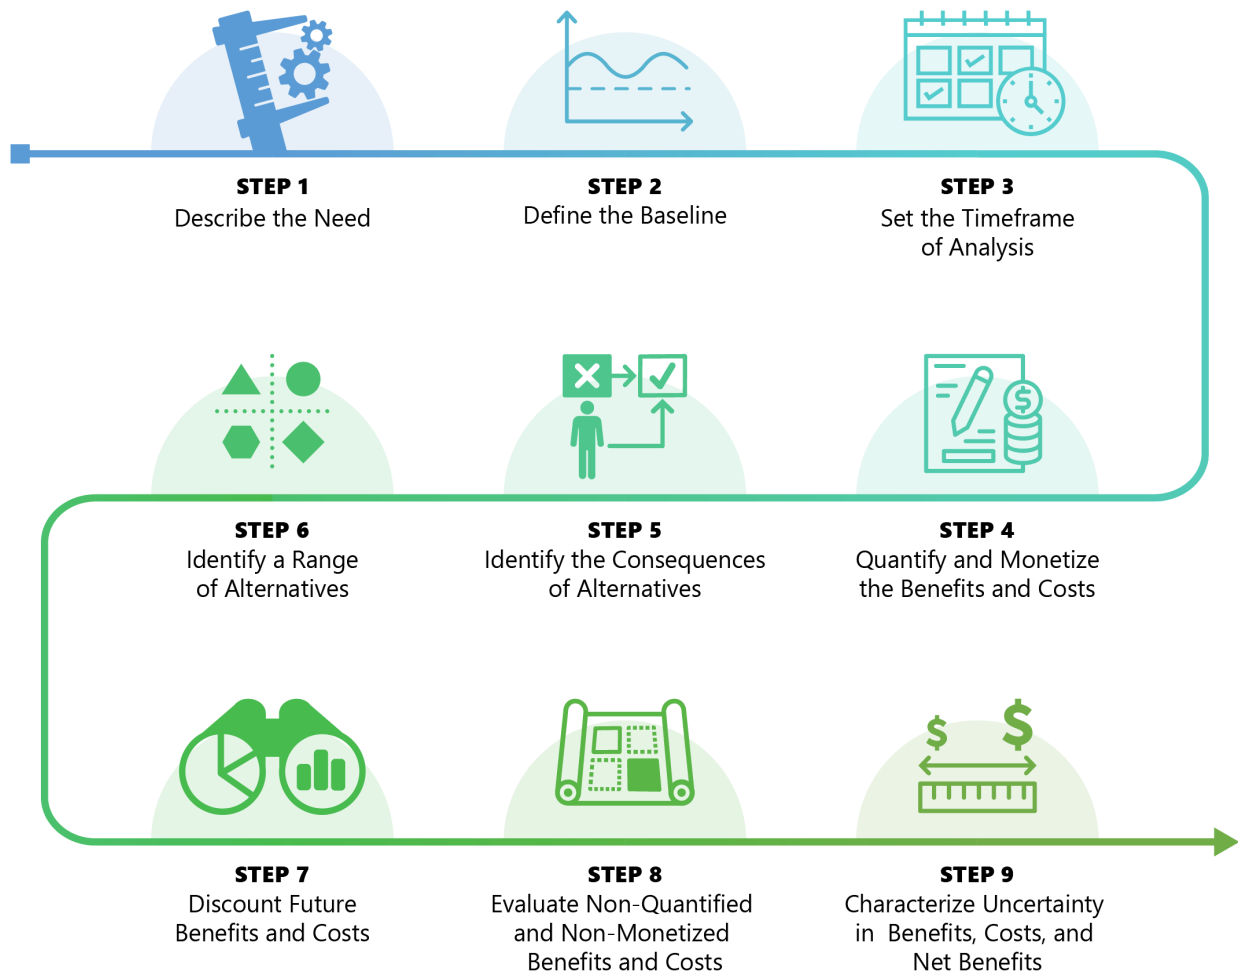 STEP 1
Describe the Need
STEP 2
Define the Baseline
STEP 3
Set the Timeframe
of Analysis
STEP 4
Quantify and Monetize
the Benefits and Costs
STEP 5
Identify the Consequences
of Alternatives
STEP 6
Identify a Range
of Alternatives
STEP 7
Discount Future
Benefits and Costs
STEP 8
Evaluate Non-Quantified
and Non-Monetized
Benefits and Costs
STEP 9
Characterize Uncertainty
in  Benefits, Costs, and
Net Benefits